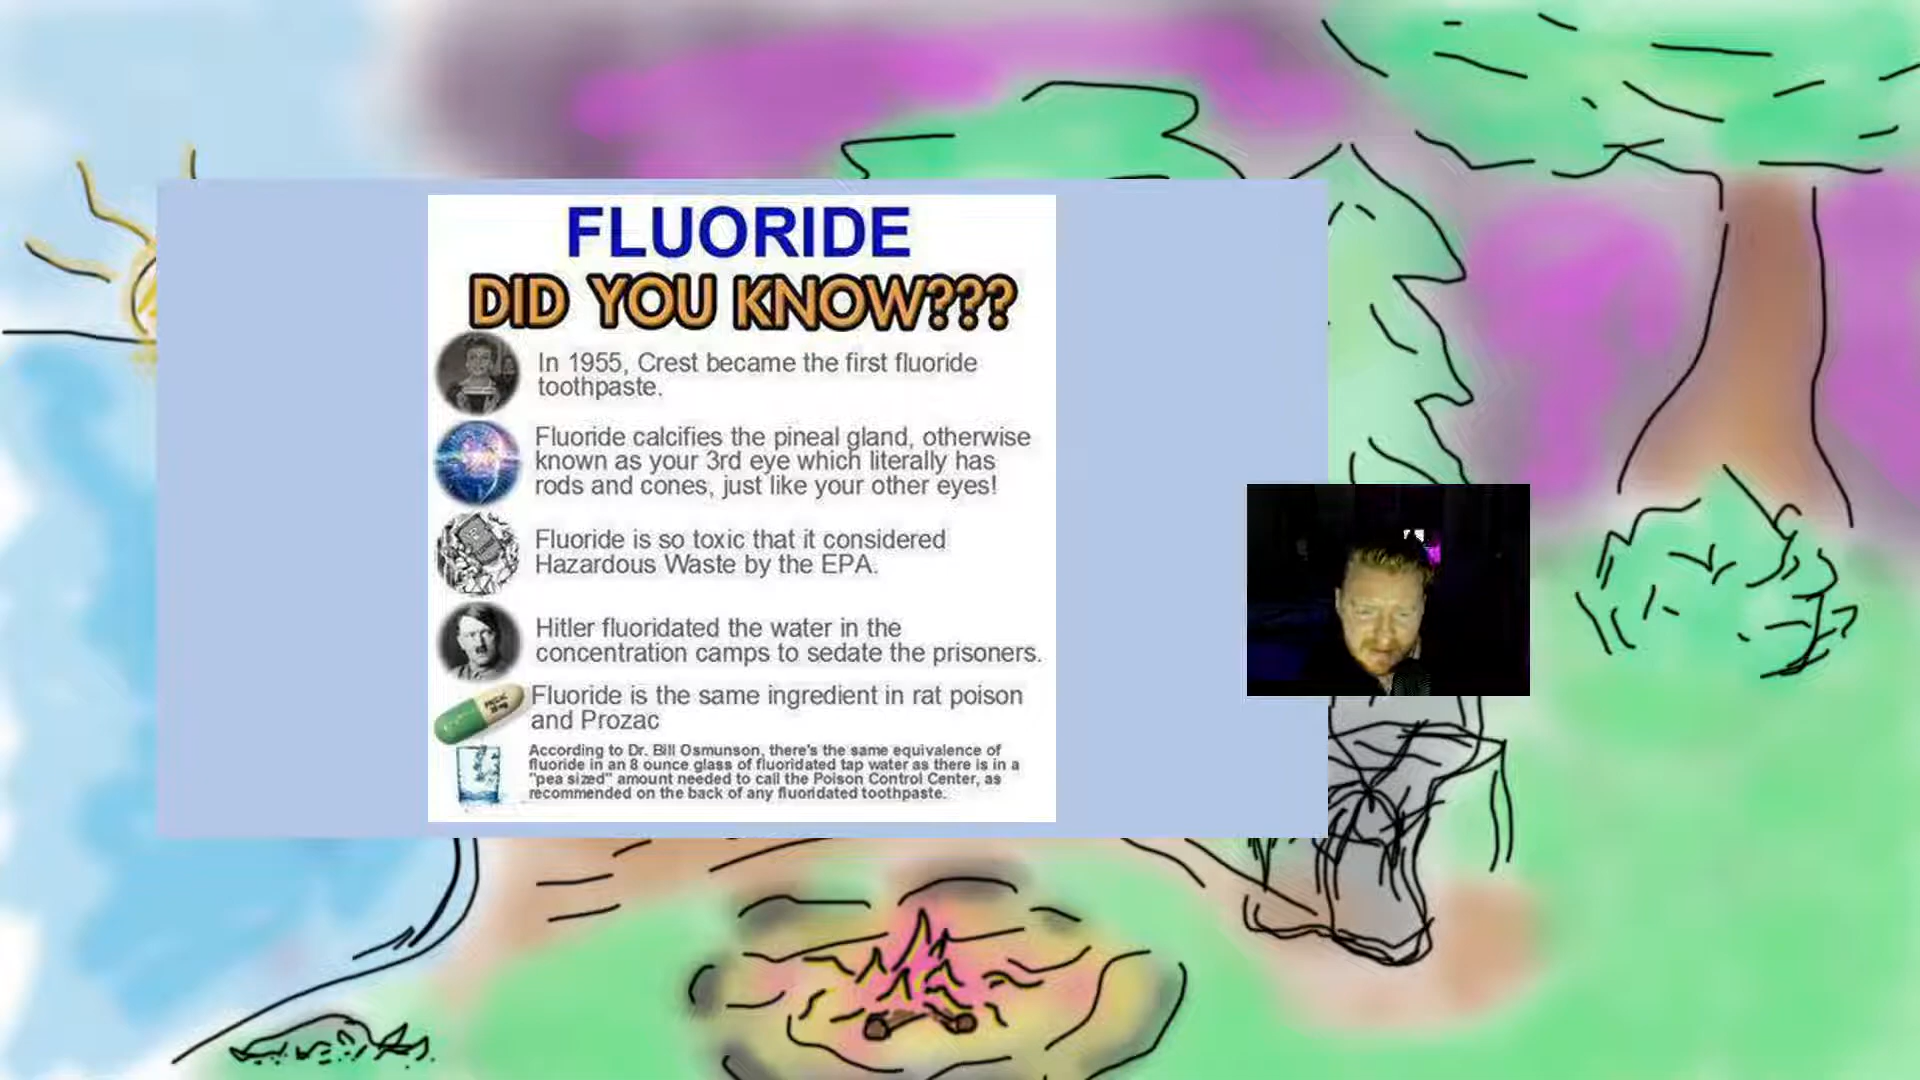 FLUORIDE
DID YOU KNOW???
In 1955, Crest became the first fluoride
toothpaste.
Fluoride calcifies the pineal gland, otherwise
known as your 3rd eye which literally has
rods and cones, just like your other eyes!
Fluoride is so toxic that it considered
Hazardous Waste by the EPA.
Hitler fluoridated the water in the
concentration camps to sedate the prisoners.
Fluoride is the same ingredient in rat poison
and Prozac
According to Dr. Bill Osmunson, there's the same equivalence of
fluoride in an 8 ounce glass of fluoridated tap water as there is in a
"pea sized" amount needed to call the Poison Control Center, as
recommended on the back of any fluoridated toothpaste.